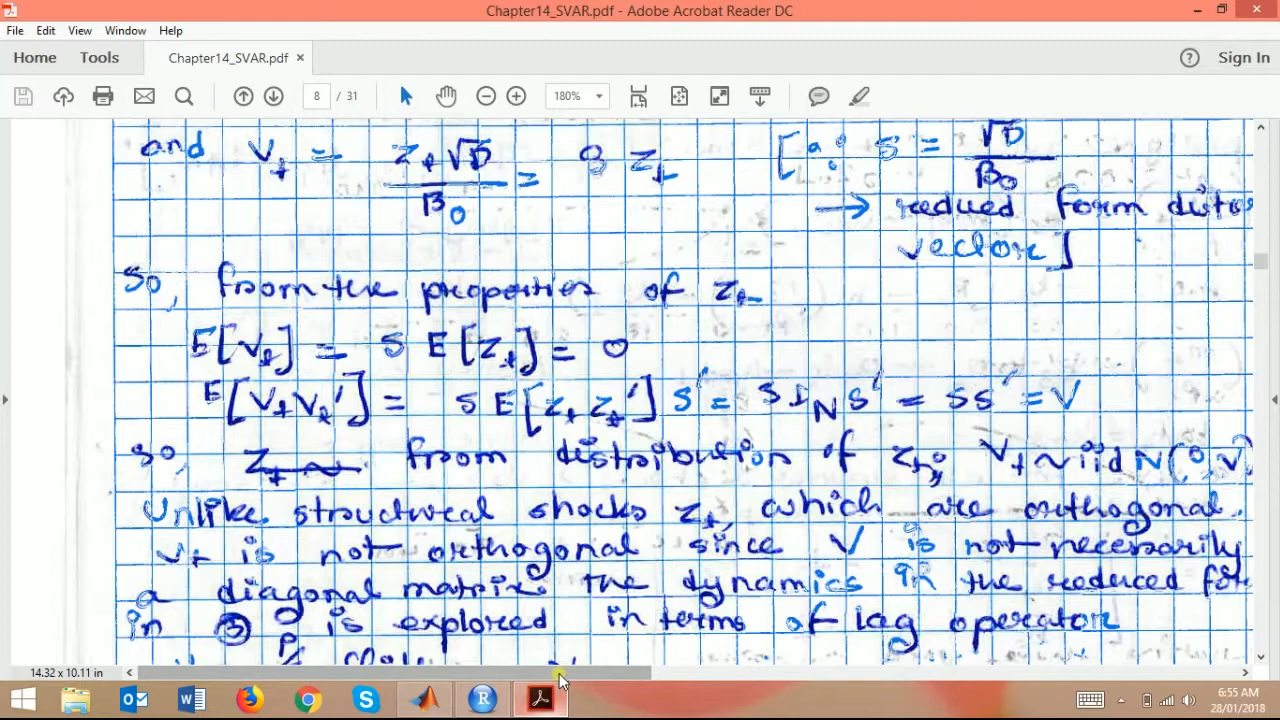 Chapter14_SVAR.pdf - Adobe Acrobat Reader DC
File Edit View Window Help
Home Tools Chapter14_SVAR.pdf × Sign In
8 / 31 180%
and V_t = Z_t √D / B_0 = S Z_t [∵ S = √D / B_0
→ reduced form
vector]
So, from the properties of Z_t
E[V_t] = S E[Z_t] = 0
E[V_t V_t'] = S E[Z_t Z_t'] S' = S I_N S' = SS' = V
So, from distribution of Z_t, V_t ~ iid N(0, V)
Unlike structural shocks Z_t, which are orthogonal.
V_t is not orthogonal since V is not necessarily
a diagonal matrix the dynamics in the reduced
in 3 is explored in terms of lag operator
14.32 x 10.11 in
6:55 AM
28/01/2018